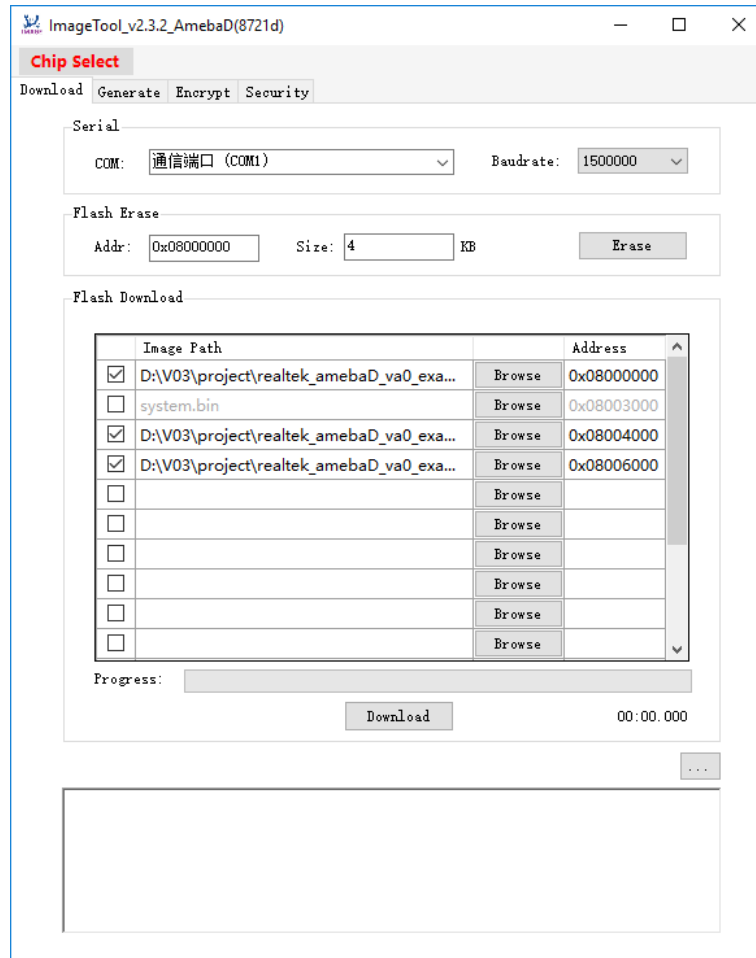 ImageTool_v2.3.2_AmebaD(8721d)
Chip Select
Download Generate Encrypt Security
Serial
COM: 通信端口 (COM1) Baudrate: 1500000
Flash Erase
Addr: 0x08000000 Size: 4 KB Erase
Flash Download
Image Path Address
D:\V03\project\realtek_amebaD_va0_exa... Browse 0x08000000
system.bin Browse 0x08003000
D:\V03\project\realtek_amebaD_va0_exa... Browse 0x08004000
D:\V03\project\realtek_amebaD_va0_exa... Browse 0x08006000
Browse
Browse
Browse
Browse
Browse
Browse
Progress:
Download 00:00.000
...